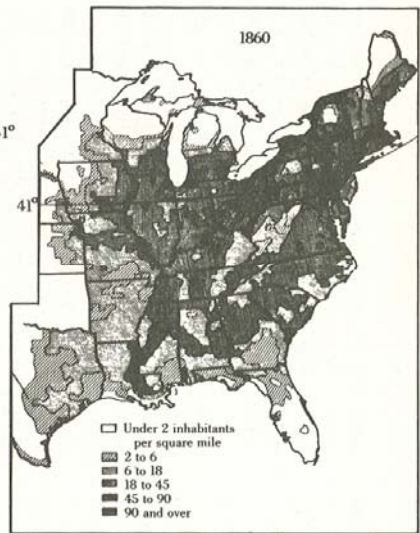 1860
51°
41°
Under 2 inhabitants
per square mile
2 to 6
6 to 18
18 to 45
45 to 90
90 and over